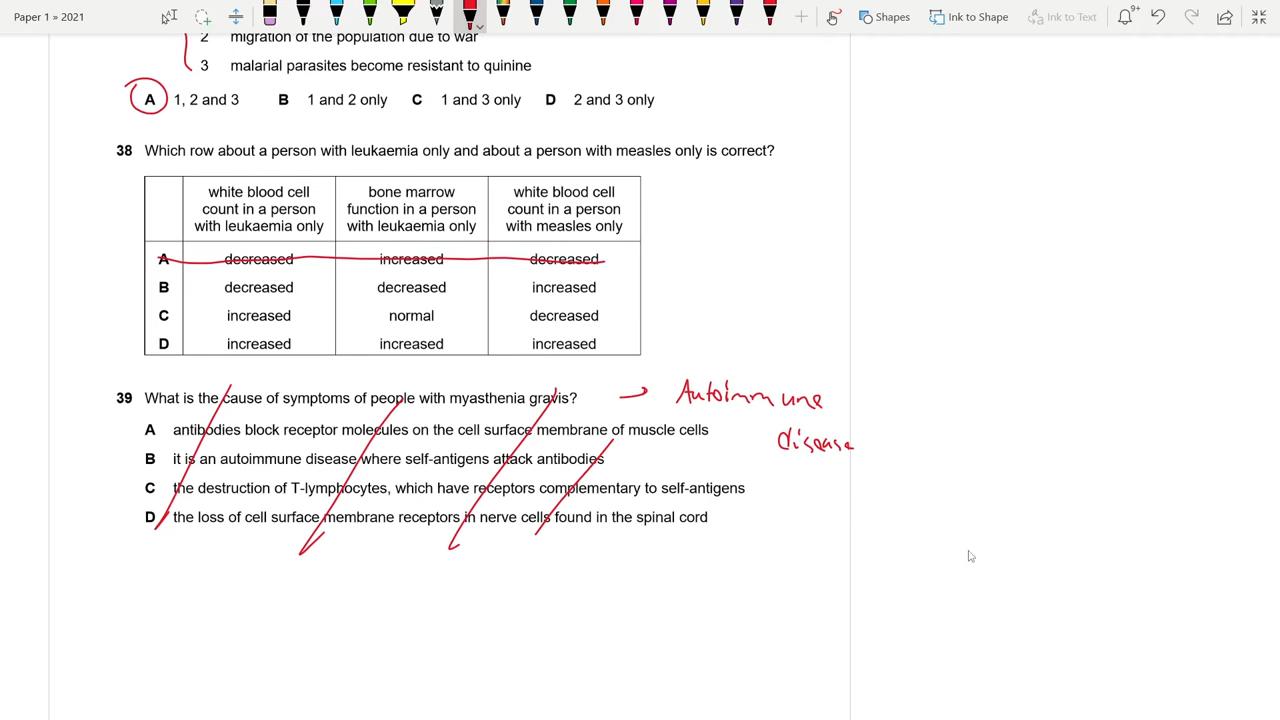 Paper 1 » 2021
Shapes
Ink to Shape
Ink to Text
9+
2 migration of the population due to war
3 malarial parasites become resistant to quinine
A 1, 2 and 3 B 1 and 2 only C 1 and 3 only D 2 and 3 only
38 Which row about a person with leukaemia only and about a person with measles only is correct?
white blood cell count in a person with leukaemia only
bone marrow function in a person with leukaemia only
white blood cell count in a person with measles only
A decreased increased decreased
B decreased decreased increased
C increased normal decreased
D increased increased increased
39 What is the cause of symptoms of people with myasthenia gravis? → Autoimmune
disease
A antibodies block receptor molecules on the cell surface membrane of muscle cells
B it is an autoimmune disease where self-antigens attack antibodies
C the destruction of T-lymphocytes, which have receptors complementary to self-antigens
D the loss of cell surface membrane receptors in nerve cells found in the spinal cord